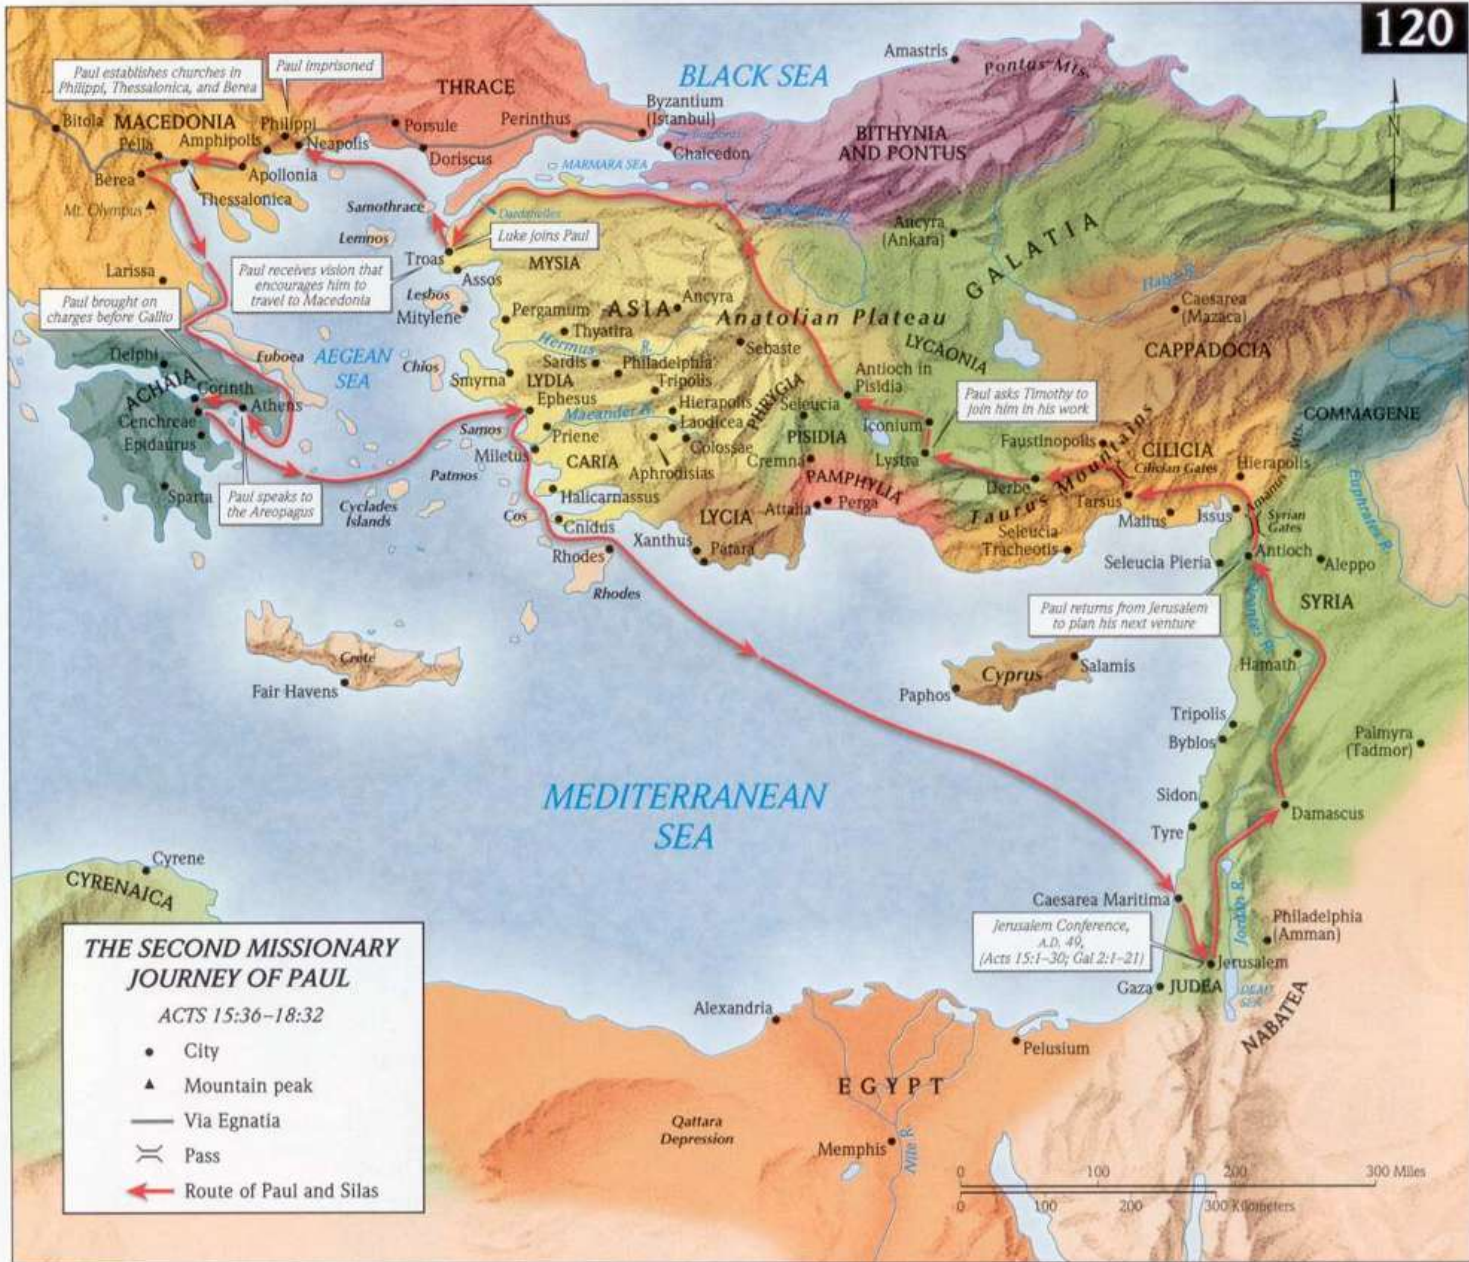 120
BLACK SEA
Amastris
Pontus Mts.
Paul establishes churches in
Philippi, Thessalonica, and Berea
Paul imprisoned
THRACE
Byzantium
(Istanbul)
Bitola
MACEDONIA
Philippi
Porsule
Perinthus
BITHYNIA
AND PONTUS
Pella
Amphipolis
Neapolis
Doriscus
Chalcedon
MARMARA SEA
Berea
Apollonia
Thessalonica
Mt. Olympus
Samothrace
Dardanelles
Ancyra
(Ankara)
GALATIA
Lemnos
Luke joins Paul
Troas
MYSIA
Larissa
Paul receives vision that
encourages him to
travel to Macedonia
Assos
Halys R.
Lesbos
Mitylene
Paul brought on
charges before Gallio
Pergamum
ASIA
Ancyra
Anatolian Plateau
Caesarea
(Mazaca)
Thyatira
Hermus R.
Sebaste
LYCAONIA
CAPPADOCIA
Delphi
Euboea
AEGEAN
SEA
Chios
Sardis
Philadelphia
Smyrna
LYDIA
Tripolis
PHRYGIA
Antioch in
Pisidia
ACHAIA
Corinth
Athens
Ephesus
Hierapolis
Seleucia
Paul asks Timothy to
join him in his work
COMMAGENE
Cenchreae
Maeander R.
Laodicea
Iconium
Epidaurus
Samos
Priene
Colossae
PISIDIA
Faustinopolis
CILICIA
Miletus
CARIA
Aphrodisias
Cremna
Lystra
Cilician Gates
Hierapolis
Patmos
PAMPHYLIA
Derbe
Taurus Mountains
Amanus Mts.
Euphrates R.
Sparta
Paul speaks to
the Areopagus
Cyclades
Islands
Halicarnassus
Attalia
Perga
Tarsus
Mallus
Issus
Syrian
Gates
Cos
Cnidus
LYCIA
Seleucia
Tracheotis
Rhodes
Xanthus
Patara
Antioch
Seleucia Pieria
Aleppo
Rhodes
Paul returns from Jerusalem
to plan his next venture
Orontes R.
SYRIA
Crete
Fair Havens
Cyprus
Salamis
Paphos
Hamath
Tripolis
Byblos
Palmyra
(Tadmor)
MEDITERRANEAN
SEA
Sidon
Tyre
Damascus
Cyrene
CYRENAICA
Caesarea Maritima
Jordan R.
Jerusalem Conference,
A.D. 49,
(Acts 15:1–30; Gal 2:1–21)
Philadelphia
(Amman)
Jerusalem
Gaza
JUDEA
DEAD
SEA
NABATEA
Alexandria
Pelusium
EGYPT
Qattara
Depression
Memphis
Nile R.
THE SECOND MISSIONARY
JOURNEY OF PAUL
ACTS 15:36–18:32
City
Mountain peak
Via Egnatia
Pass
Route of Paul and Silas
N
0 100 200 300 Miles
0 100 200 300 Kilometers